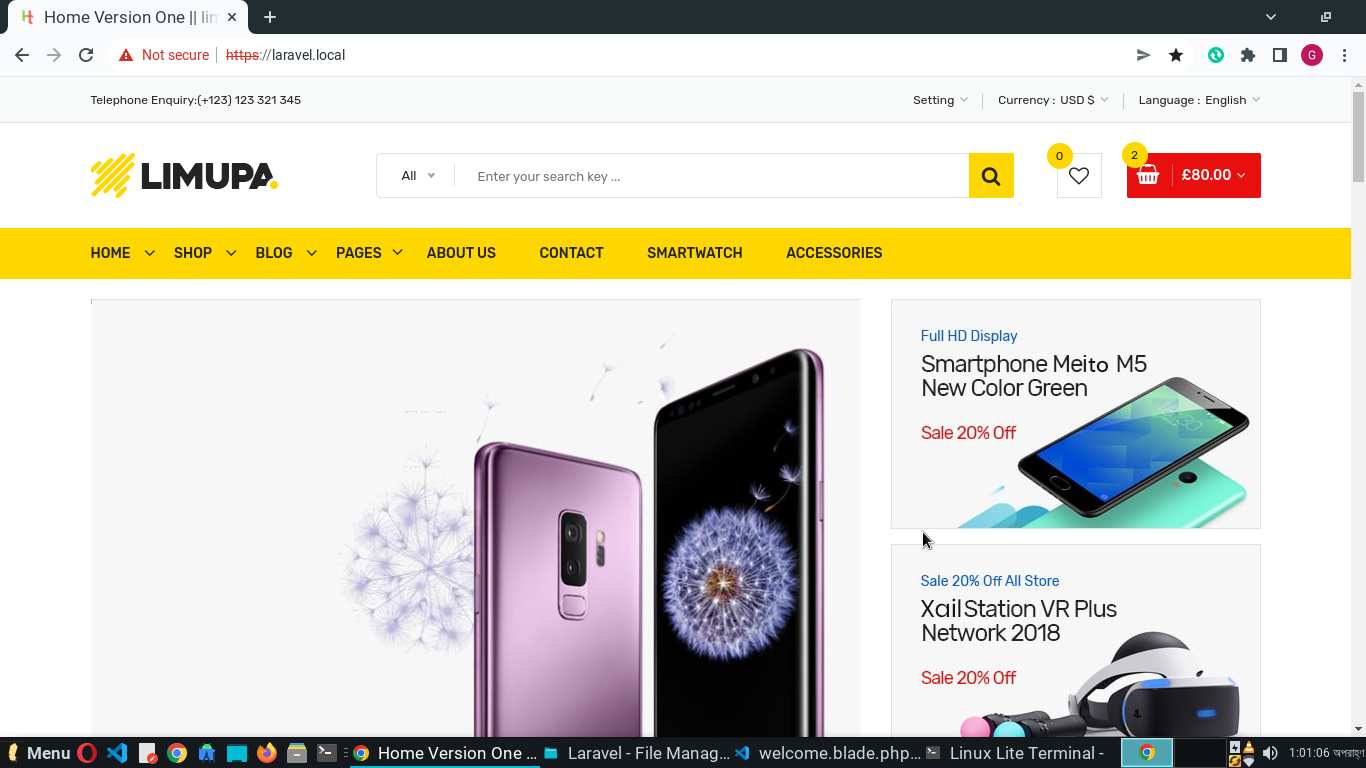 Home Version One || lim
Not secure
https://laravel.local
G
Telephone Enquiry:(+123) 123 321 345
Setting
Currency : USD $
Language : English
LIMUPA.
All
Enter your search key ...
0
2
£80.00
HOME
SHOP
BLOG
PAGES
ABOUT US
CONTACT
SMARTWATCH
ACCESSORIES
Full HD Display
Smartphone Meito M5
New Color Green
Sale 20% Off
Sale 20% Off All Store
Xail Station VR Plus
Network 2018
Sale 20% Off
Menu
Home Version One ...
Laravel - File Manag...
welcome.blade.php...
Linux Lite Terminal -
1:01:06 অপরাহ্ণ